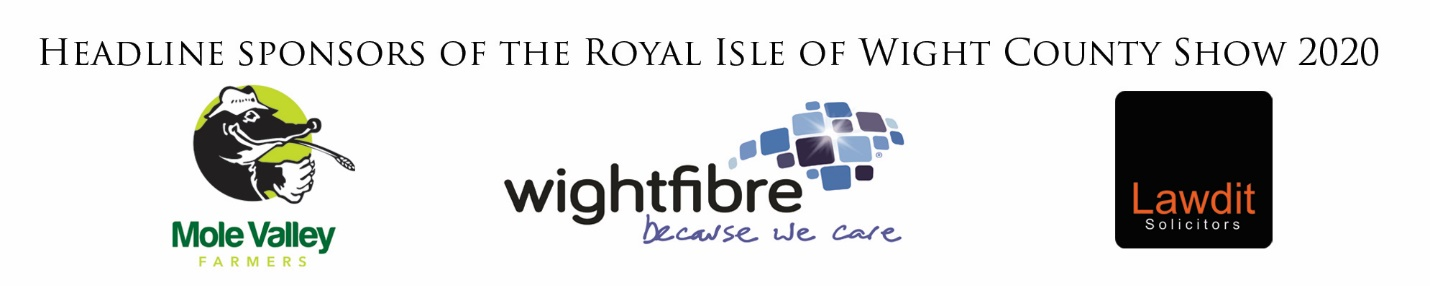 HEADLINE SPONSORS OF THE ROYAL ISLE OF WIGHT COUNTY SHOW 2020
Mole Valley
FARMERS
wightfibre
because we care
Lawdit
Solicitors